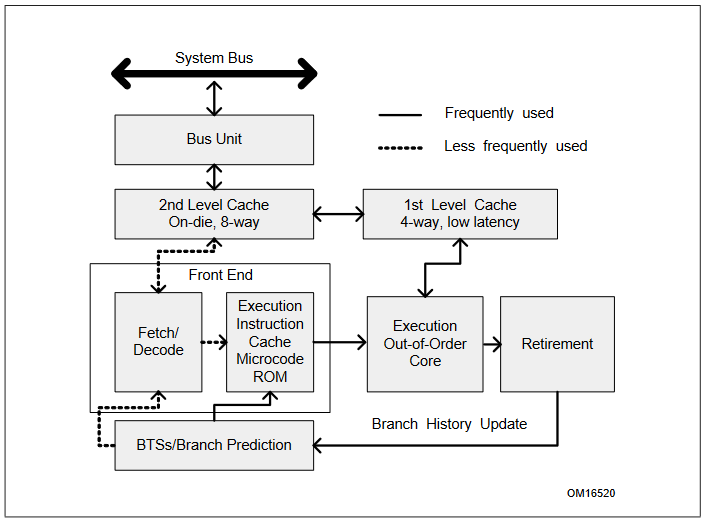 System Bus
Frequently used
Less frequently used
Bus Unit
2nd Level Cache
On-die, 8-way
1st Level Cache
4-way, low latency
Front End
Fetch/
Decode
Execution
Instruction
Cache
Microcode
ROM
Execution
Out-of-Order
Core
Retirement
Branch History Update
BTSs/Branch Prediction
OM16520